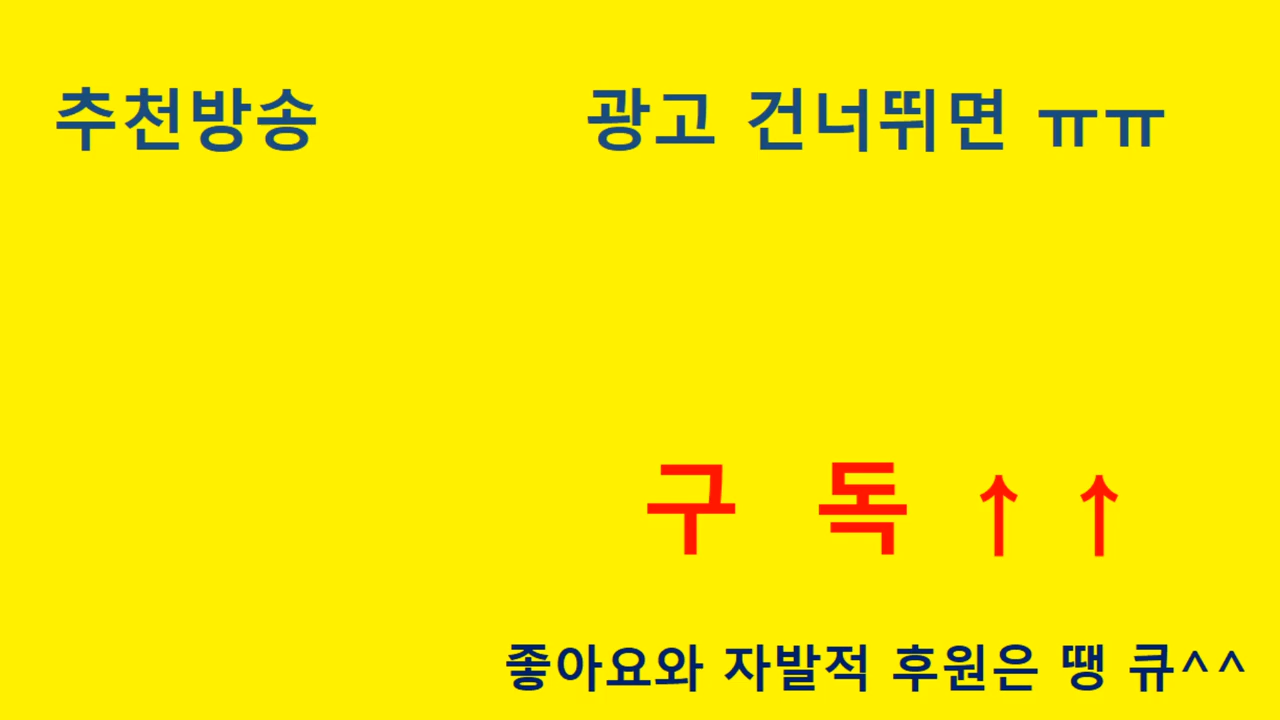 추천방송
광고 건너뛰면 ㅠㅠ
구 독 ↑ ↑
좋아요와 자발적 후원은 땡 큐^^